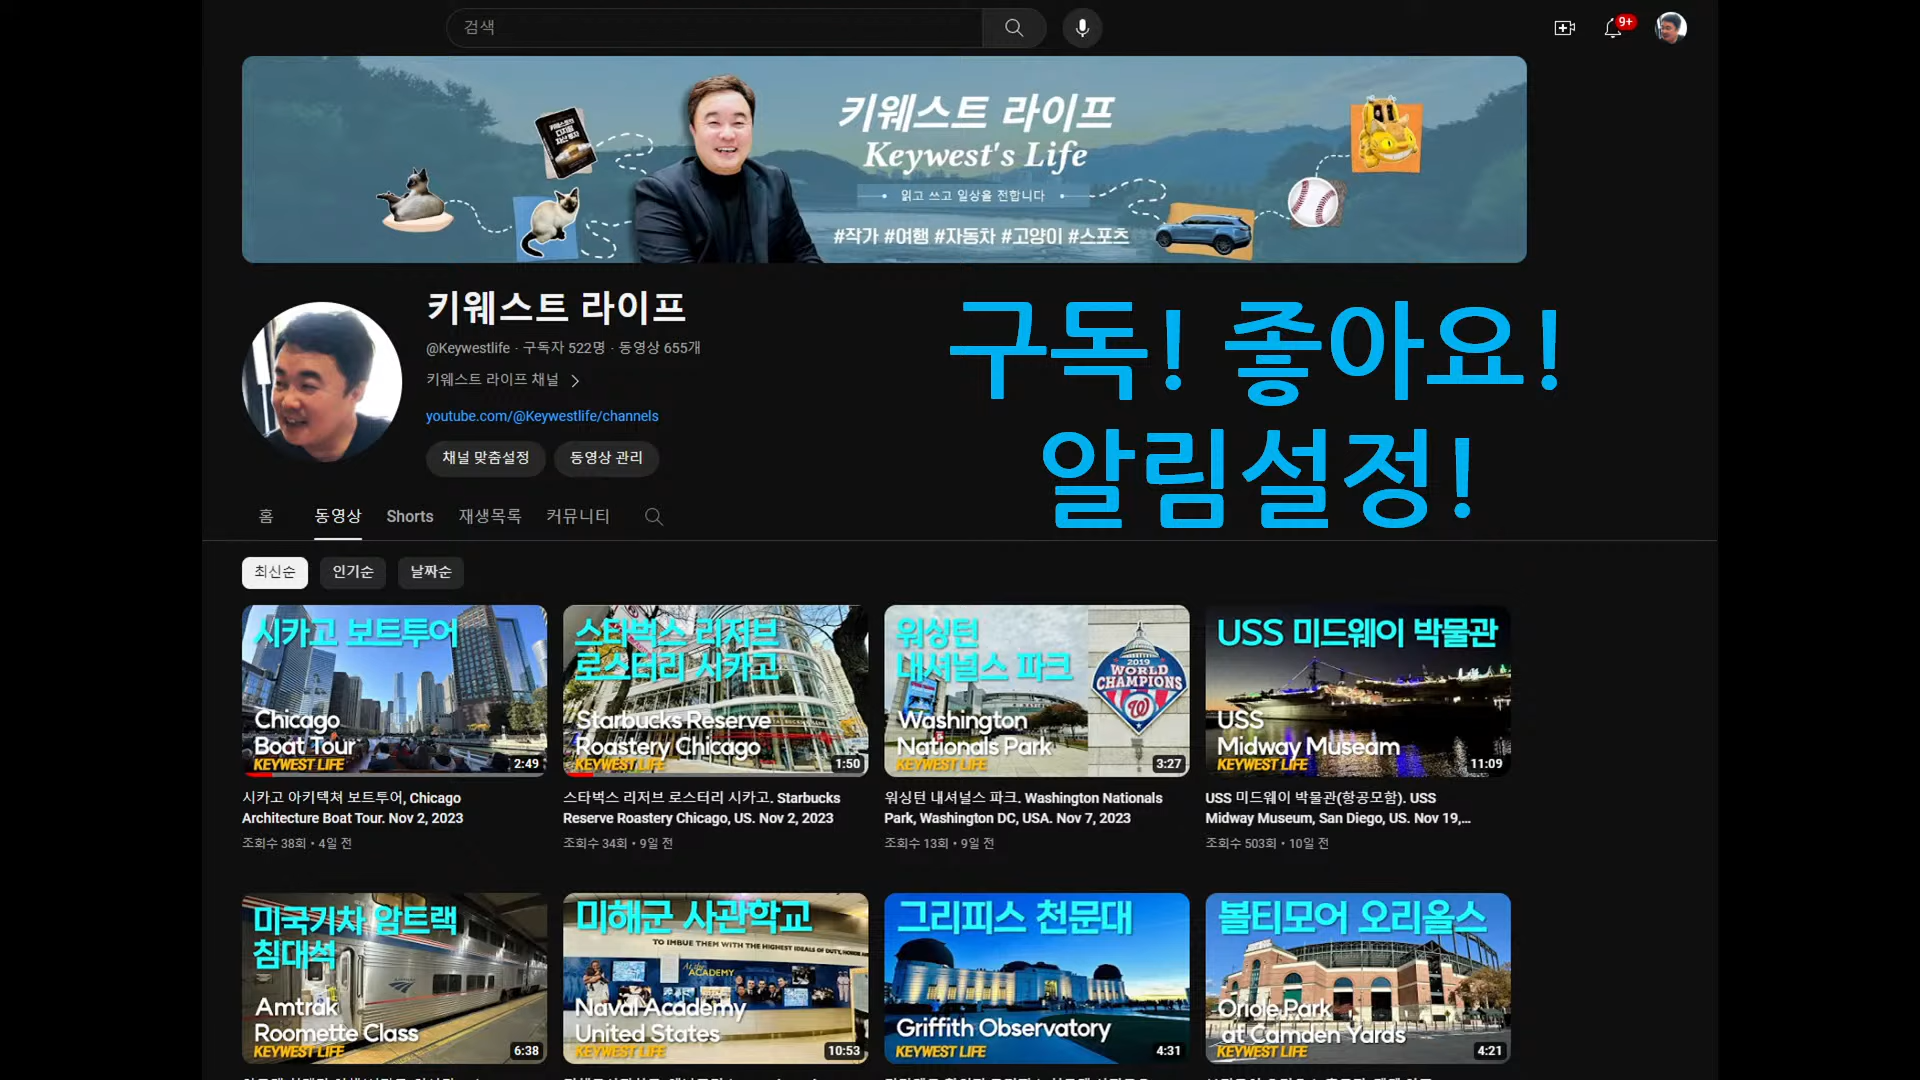 검색
9+
키웨스트 라이프
Keywest's Life
읽고 쓰고 일상을 전합니다
#작가 #여행 #자동차 #고양이 #스포츠
키웨스트 라이프
@Keywestlife · 구독자 522명 · 동영상 655개
키웨스트 라이프 채널
youtube.com/@Keywestlife/channels
채널 맞춤설정
동영상 관리
구독! 좋아요!
알림설정!
홈
동영상
Shorts
재생목록
커뮤니티
최신순
인기순
날짜순
시카고 보트투어
Chicago
Boat Tour
KEYWEST LIFE
2:49
시카고 아키텍쳐 보트투어, Chicago
Architecture Boat Tour. Nov 2, 2023
조회수 38회 • 4일 전
스타벅스 리저브
로스터리 시카고
Starbucks Reserve
Roastery Chicago
KEYWEST LIFE
1:50
스타벅스 리저브 로스터리 시카고. Starbucks
Reserve Roastery Chicago, US. Nov 2, 2023
조회수 34회 • 9일 전
워싱턴
내셔널스 파크
2019
WORLD
CHAMPIONS
W
Washington
Nationals Park
KEYWEST LIFE
3:27
워싱턴 내셔널스 파크. Washington Nationals
Park, Washington DC, USA. Nov 7, 2023
조회수 13회 • 9일 전
USS 미드웨이 박물관
USS
Midway Museam
KEYWEST LIFE
11:09
USS 미드웨이 박물관(항공모함). USS
Midway Museum, San Diego, US. Nov 19,...
조회수 503회 • 10일 전
미국기차 암트랙
침대석
Amtrak
Roomette Class
KEYWEST LIFE
6:38
미해군 사관학교
TO IMBUE THEM WITH THE HIGHEST IDEALS OF DUTY,
ACADEMY
Naval Academy
United States
KEYWEST LIFE
10:53
그리피스 천문대
Griffith Observatory
KEYWEST LIFE
4:31
볼티모어 오리올스
Oriole Park
at Camden Yards
KEYWEST LIFE
4:21